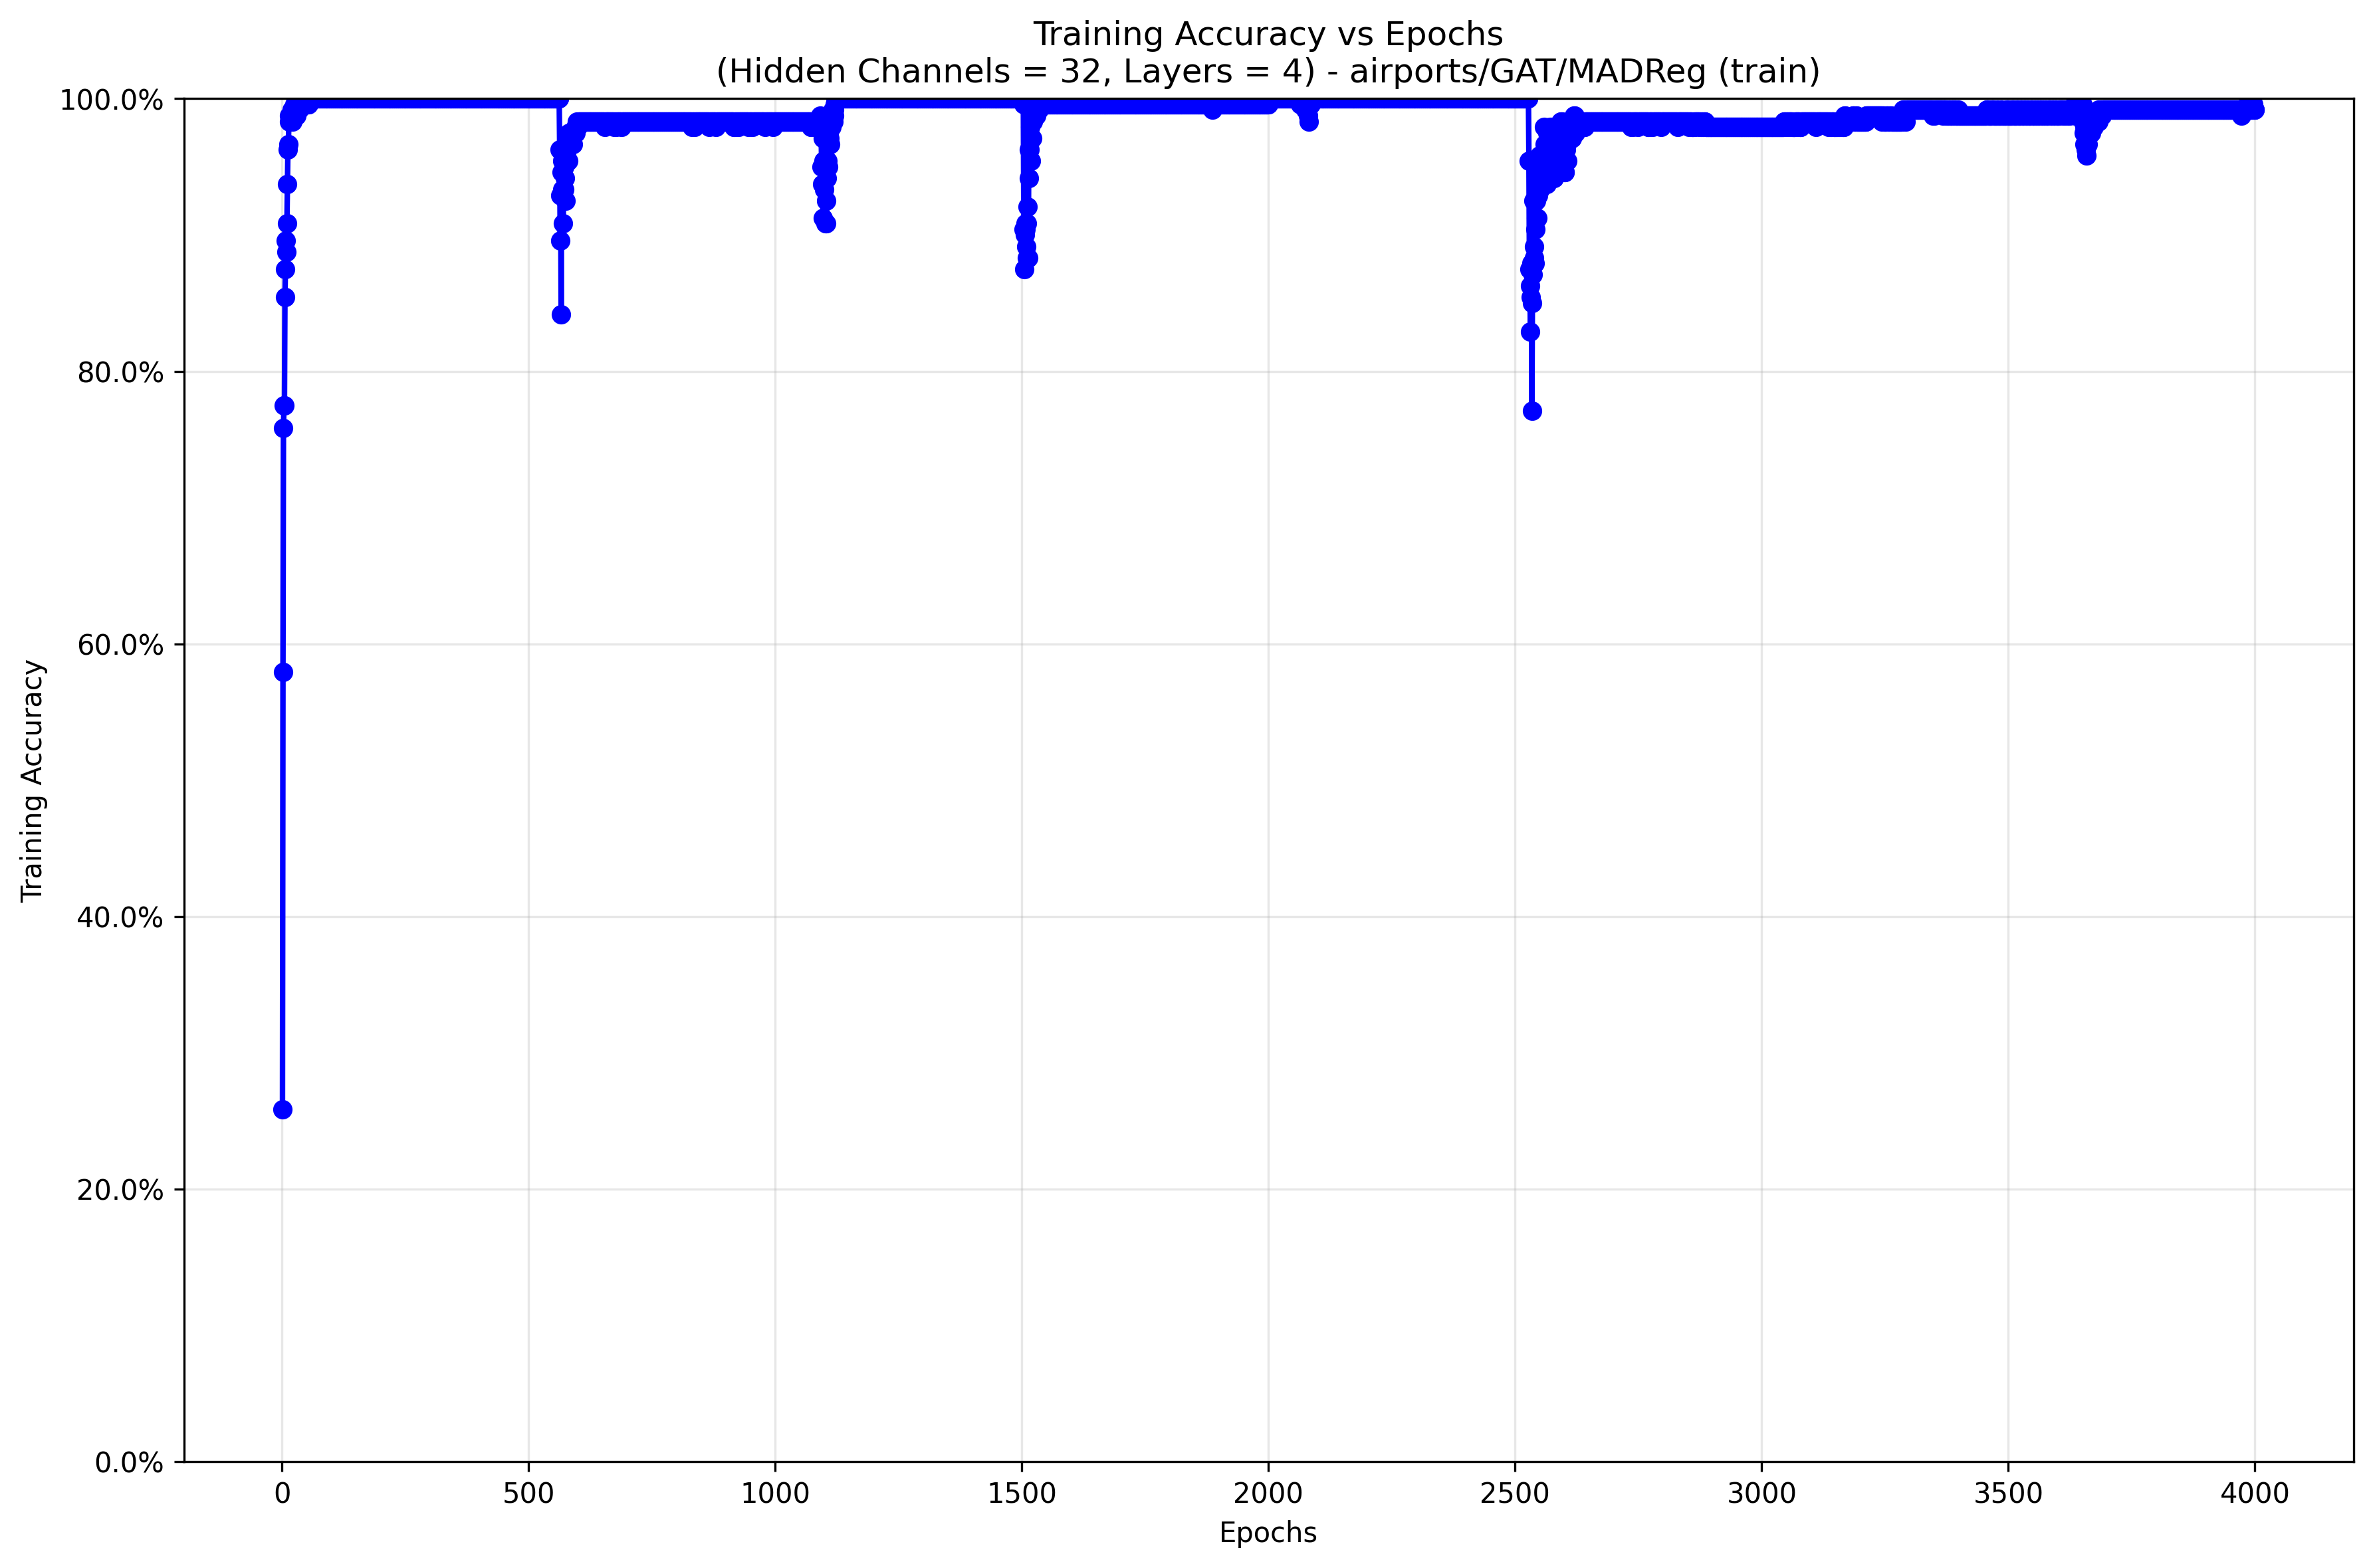 Training Accuracy vs Epochs
(Hidden Channels = 32, Layers = 4) - airports/GAT/MADReg (train)
100.0%
80.0%
60.0%
40.0%
20.0%
0.0%
Training Accuracy
0 500 1000 1500 2000 2500 3000 3500 4000
Epochs